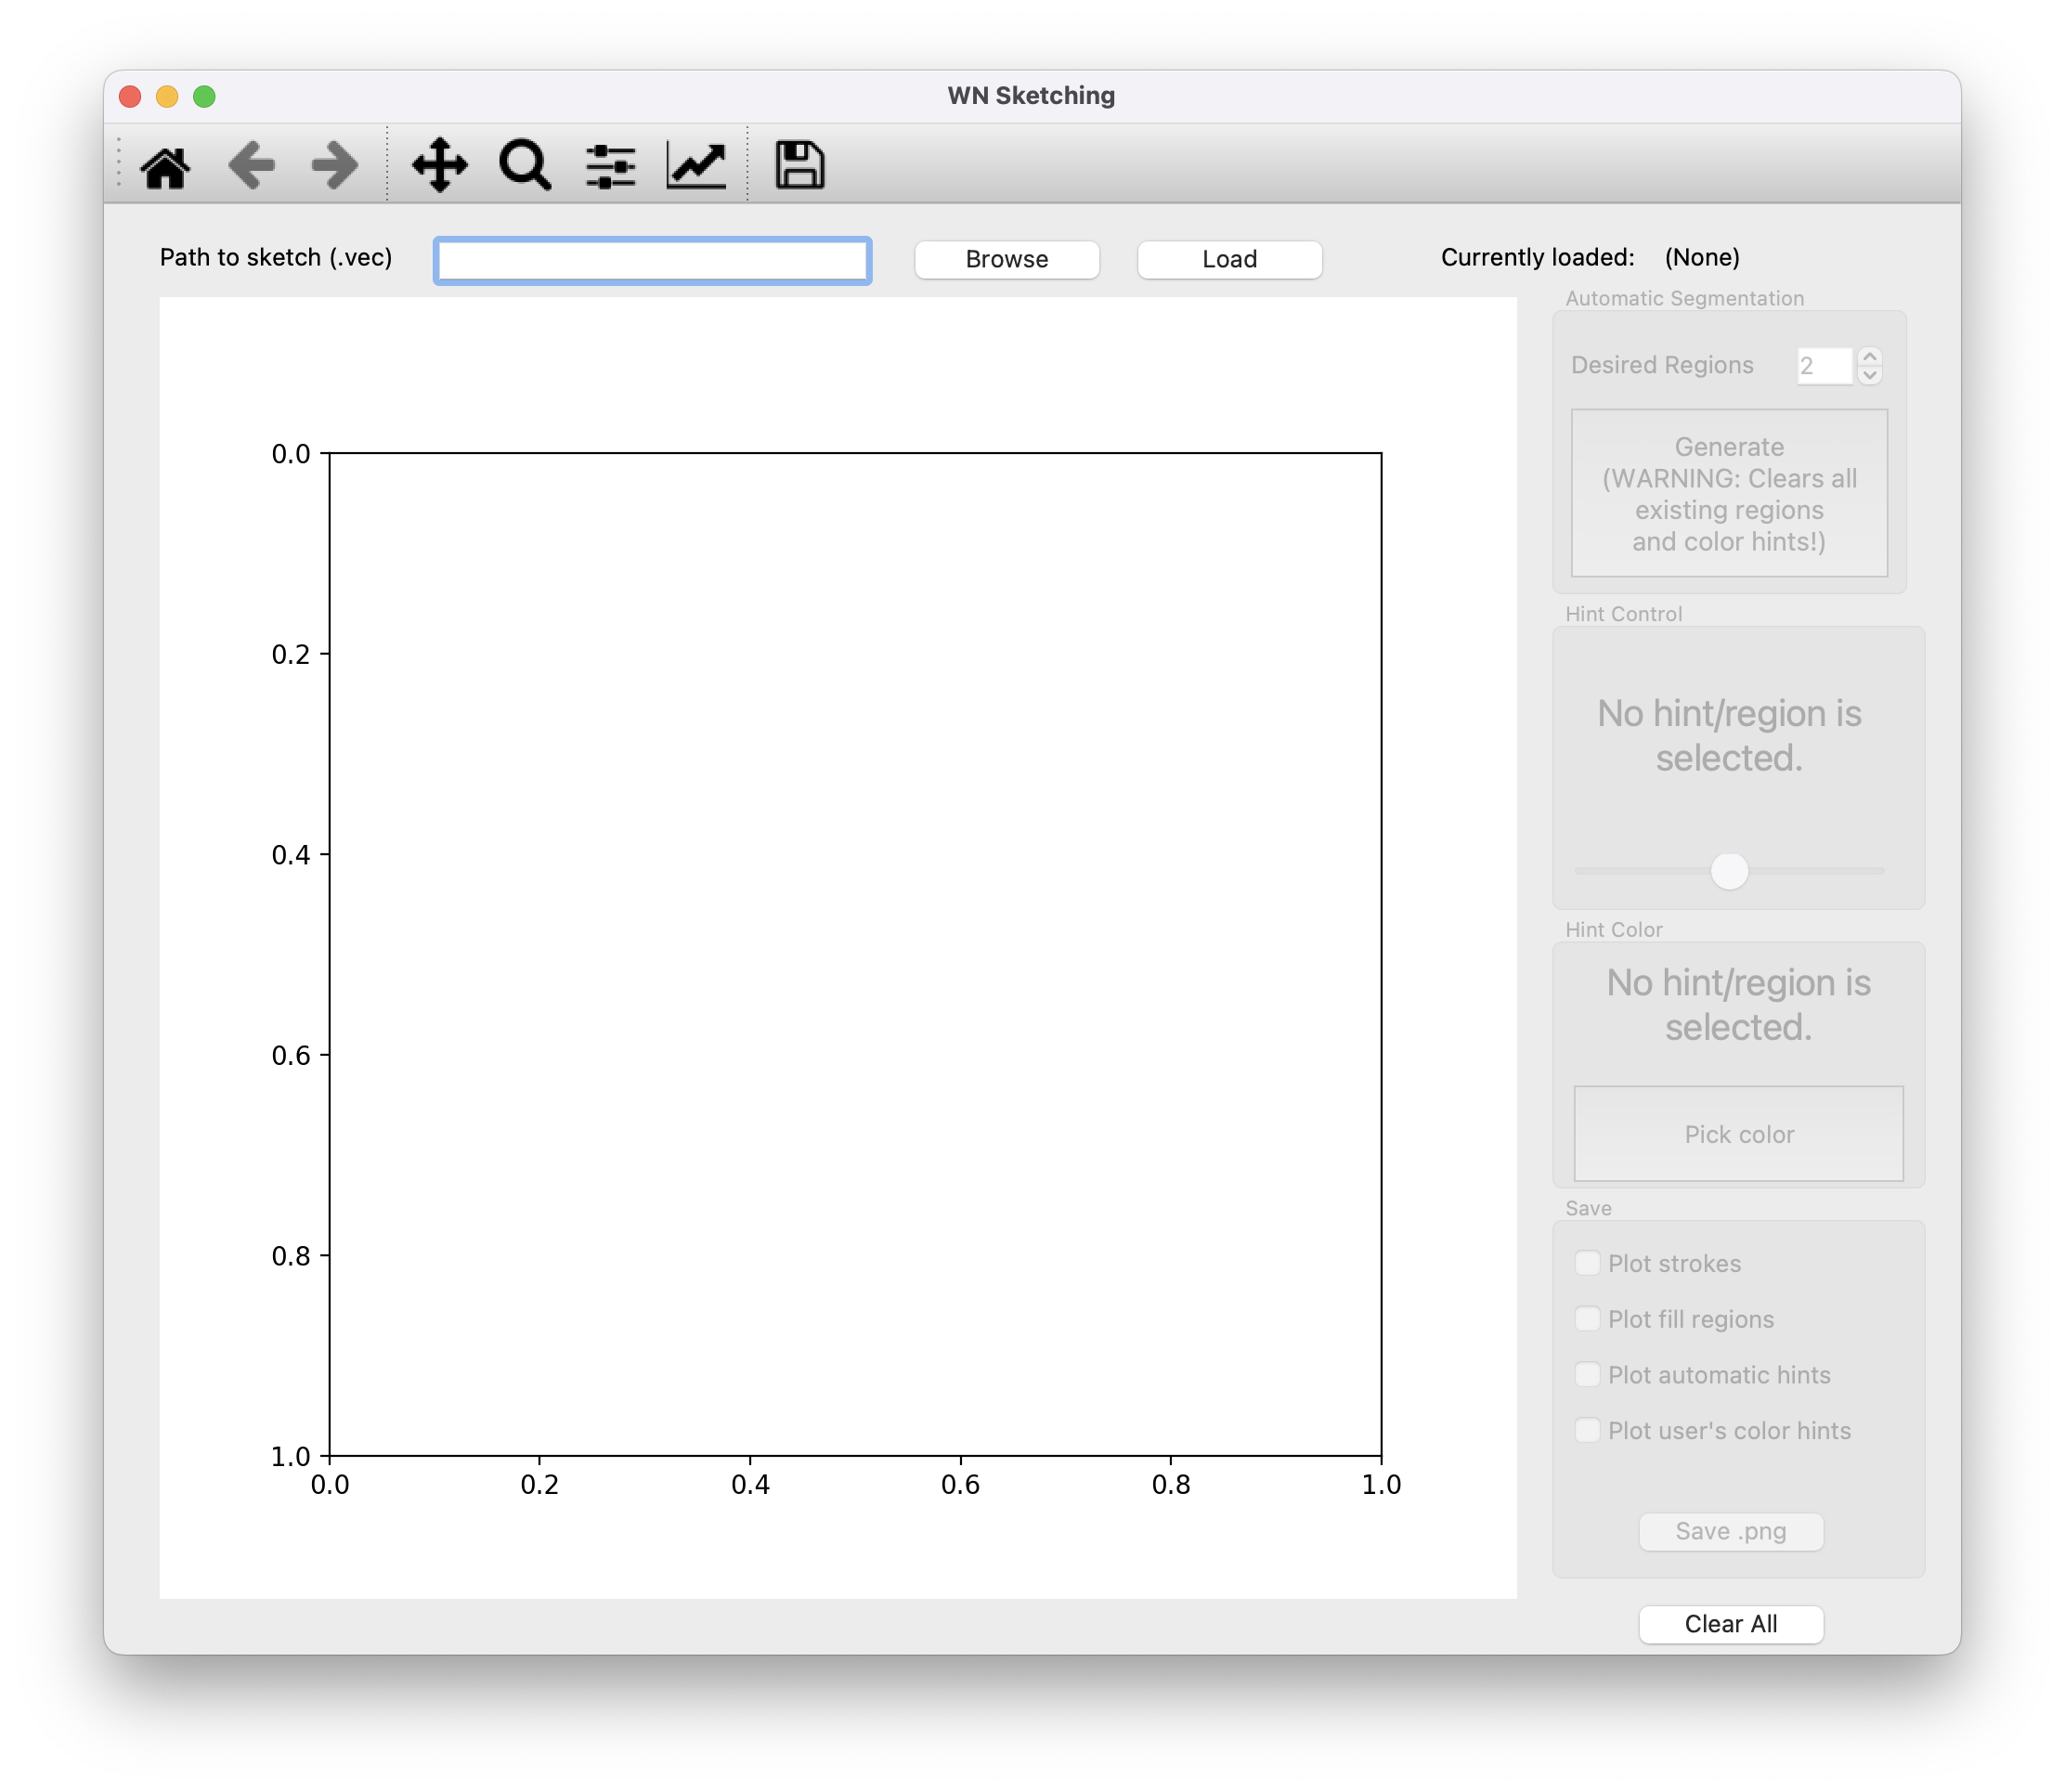 WN Sketching
Path to sketch (.vec)
Browse
Load
Currently loaded: (None)
Automatic Segmentation
Desired Regions 2
Generate
(WARNING: Clears all
existing regions
and color hints!)
Hint Control
No hint/region is
selected.
Hint Color
No hint/region is
selected.
Pick color
Save
Plot strokes
Plot fill regions
Plot automatic hints
Plot user's color hints
Save .png
Clear All
0.0
0.2
0.4
0.6
0.8
1.0
0.0 0.2 0.4 0.6 0.8 1.0